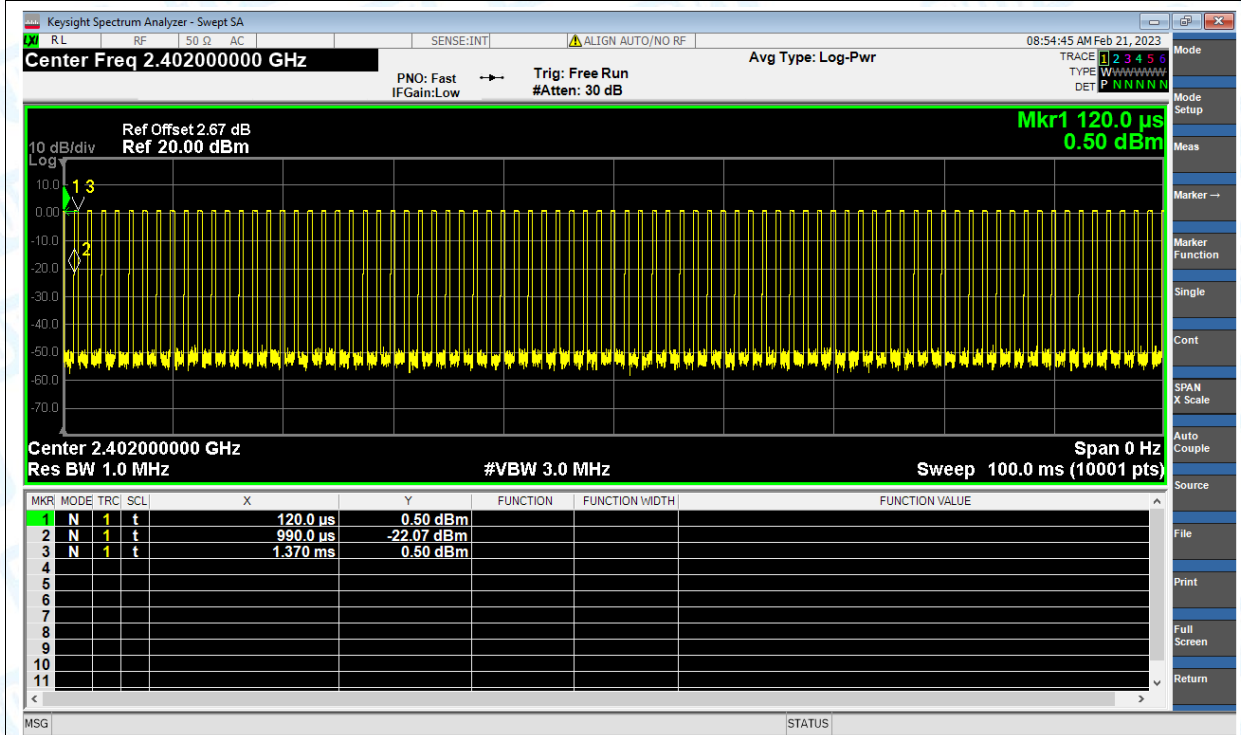 Keysight Spectrum Analyzer - Swept SA
LXI RL RF 50 Ω AC SENSE:INT ALIGN AUTO/NO RF 08:54:45 AM Feb 21, 2023
Center Freq 2.402000000 GHz
PNO: Fast
IFGain:Low
Trig: Free Run
#Atten: 30 dB
Avg Type: Log-Pwr
TRACE 1 2 3 4 5 6
TYPE WWWWWW
DET P N N N N N
Ref Offset 2.67 dB
10 dB/div Ref 20.00 dBm
Log
Mkr1 120.0 µs
0.50 dBm
10.0
0.00
-10.0
-20.0
-30.0
-40.0
-50.0
-60.0
-70.0
1 3
2
Center 2.402000000 GHz Span 0 Hz
Res BW 1.0 MHz #VBW 3.0 MHz Sweep 100.0 ms (10001 pts)
MKR MODE TRC SCL X Y FUNCTION FUNCTION WIDTH FUNCTION VALUE
1 N 1 t 120.0 µs 0.50 dBm
2 N 1 t 990.0 µs -22.07 dBm
3 N 1 t 1.370 ms 0.50 dBm
4
5
6
7
8
9
10
11
MSG STATUS
Mode
Mode
Setup
Meas
Marker →
Marker
Function
Single
Cont
SPAN
X Scale
Auto
Couple
Source
File
Print
Full
Screen
Return